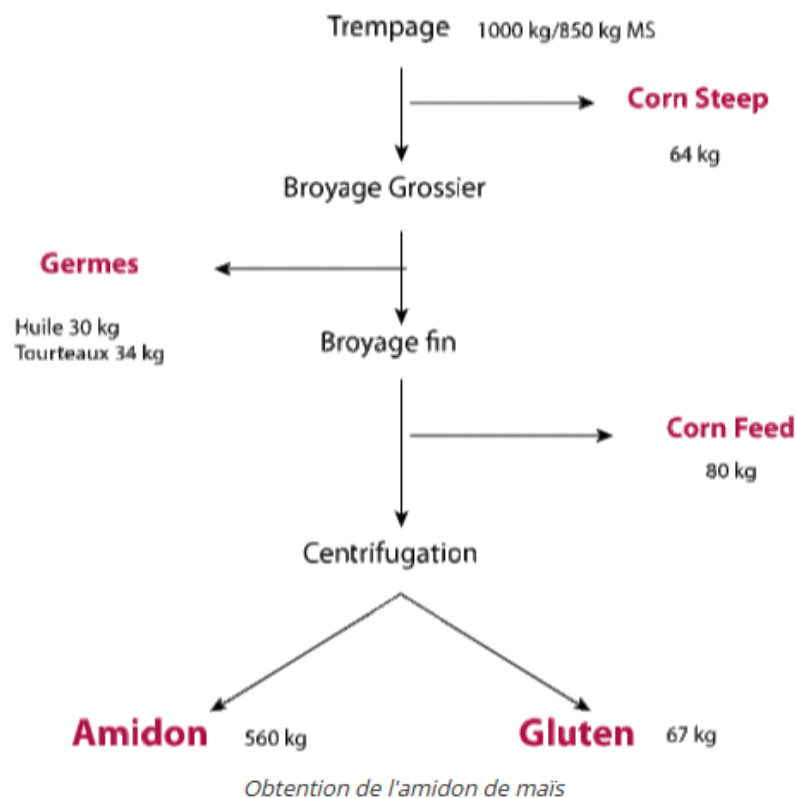 Trempage 1000 kg/850 kg MS
Corn Steep
64 kg
Broyage Grossier
Germes
Huile 30 kg
Tourteaux 34 kg
Broyage fin
Corn Feed
80 kg
Centrifugation
Amidon 560 kg
Gluten 67 kg
Obtention de l'amidon de maïs